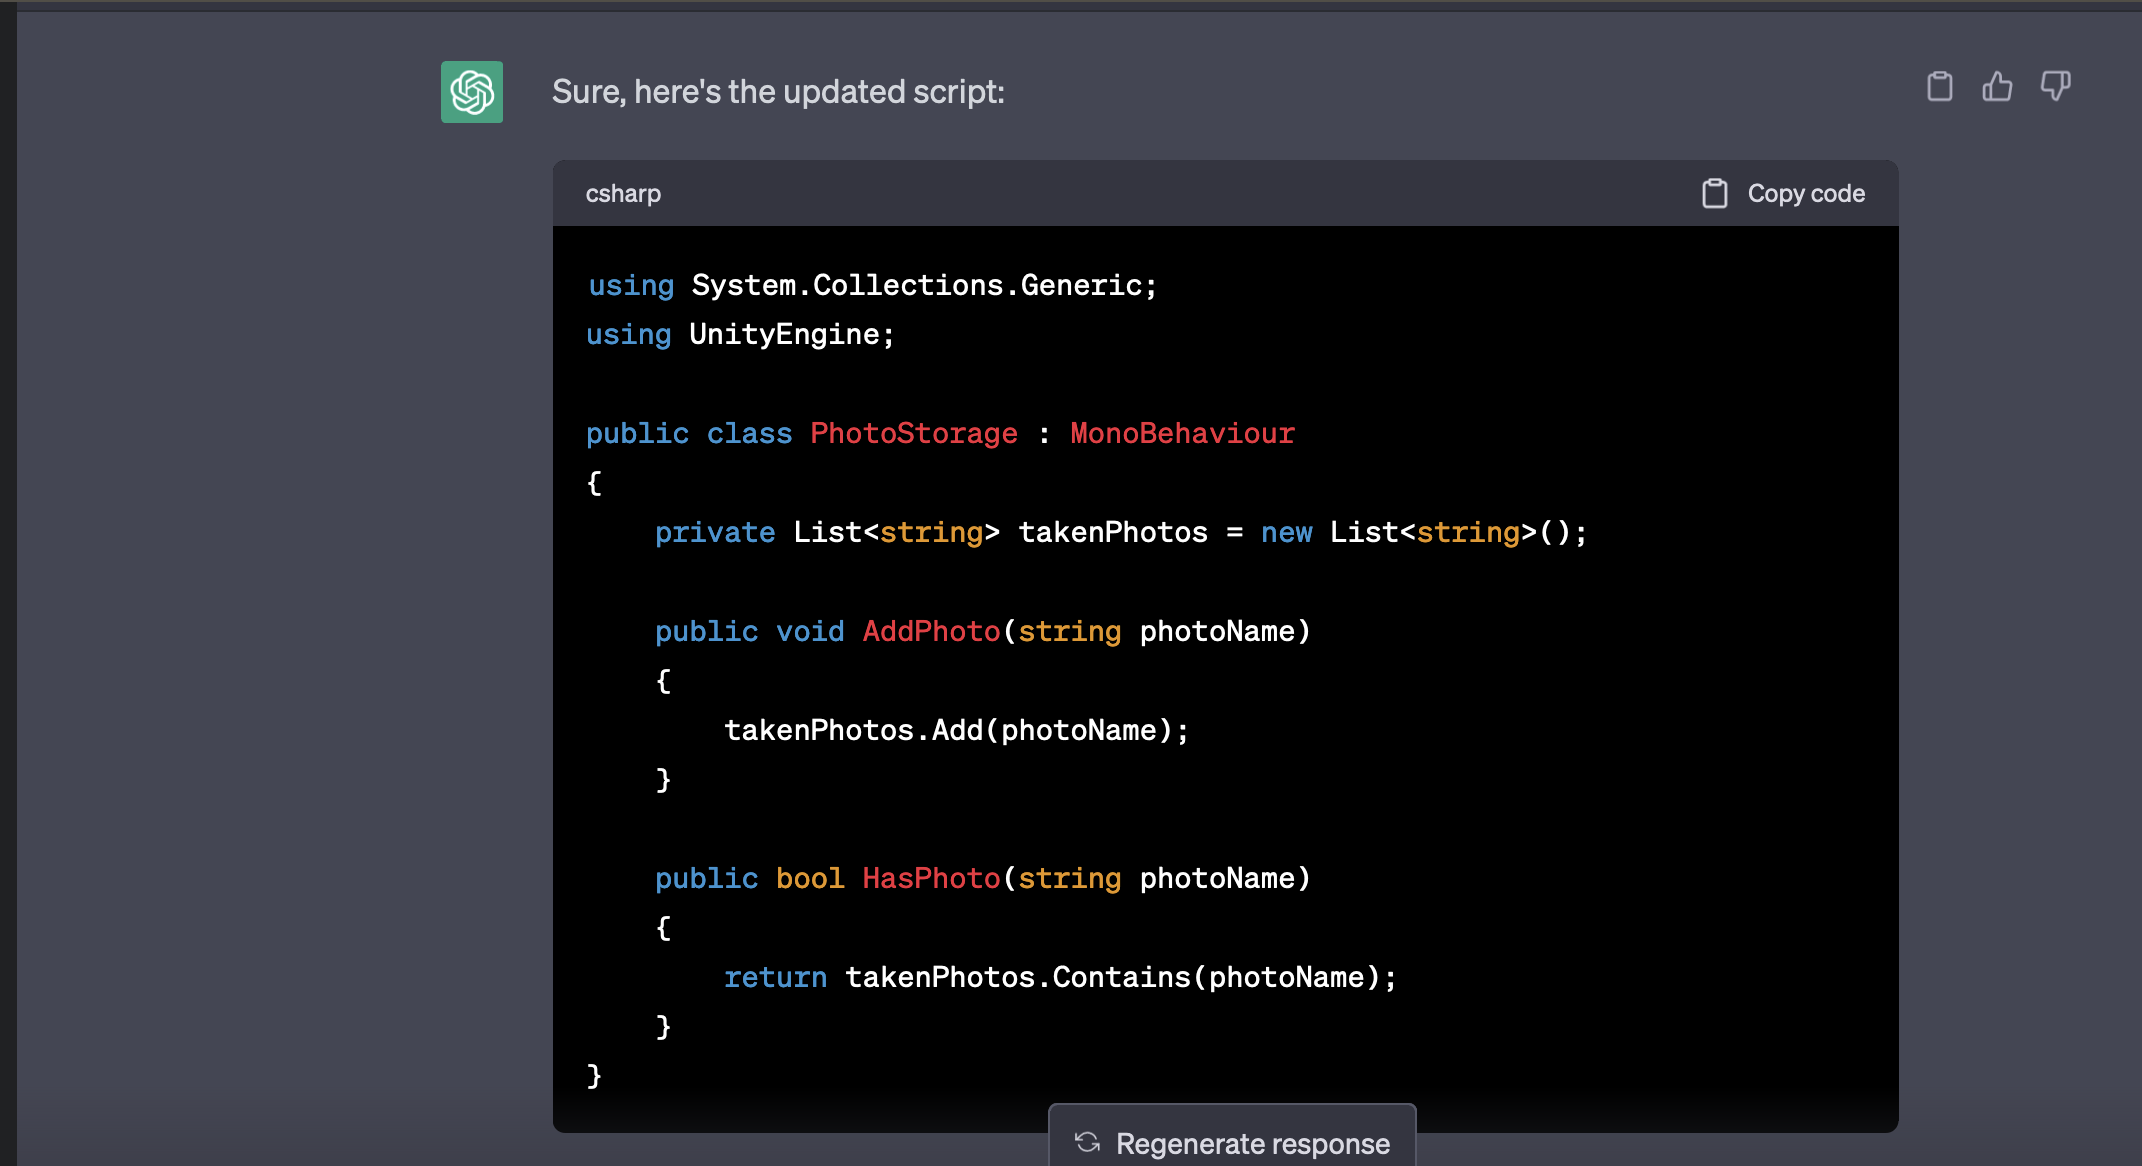 Sure, here's the updated script:
csharp
Copy code
using System.Collections.Generic;
using UnityEngine;
public class PhotoStorage : MonoBehaviour
{
private List<string> takenPhotos = new List<string>();
public void AddPhoto(string photoName)
{
takenPhotos.Add(photoName);
}
public bool HasPhoto(string photoName)
{
return takenPhotos.Contains(photoName);
}
}
Regenerate response